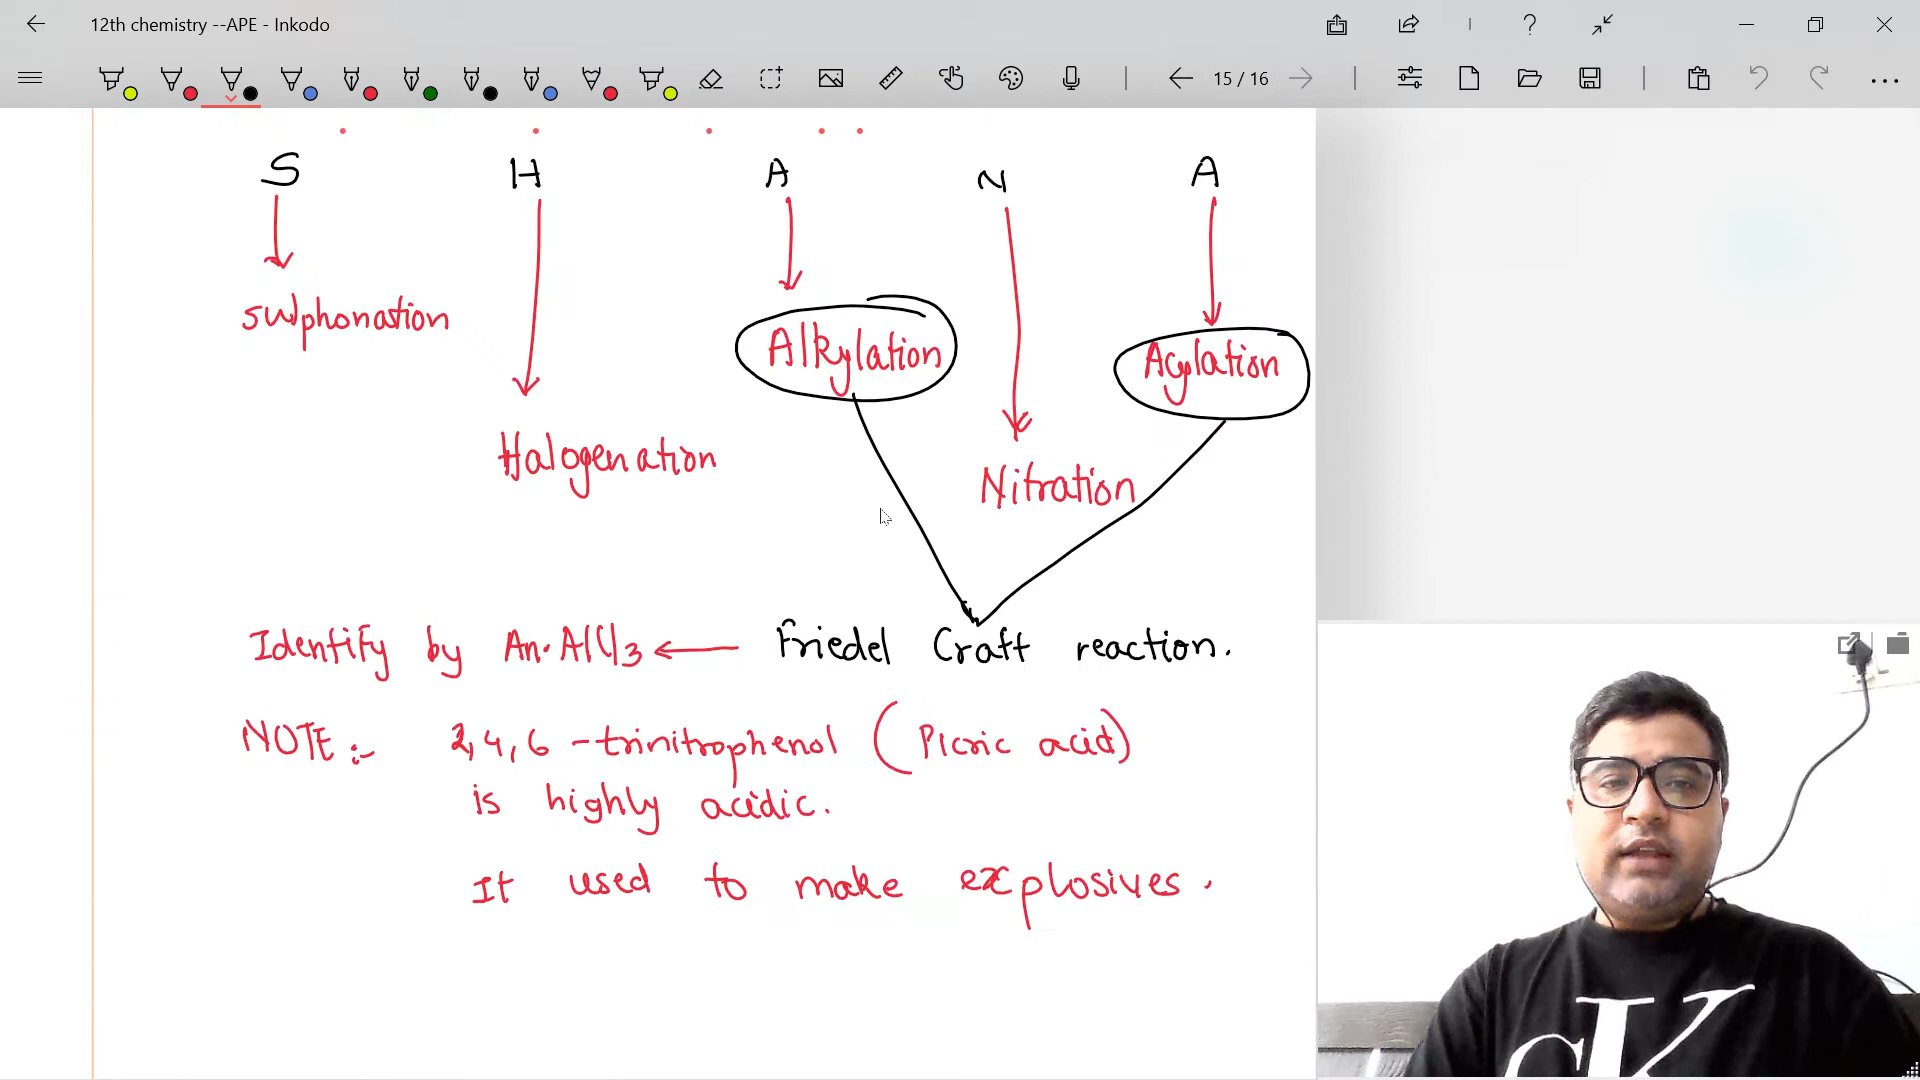 12th chemistry --APE - Inkodo
15 / 16
S H A N A
sulphonation
Alkylation
Acylation
Halogenation
Nitration
Identify by An. AlCl3 ← Friedel Craft reaction.
NOTE :- 2,4,6 -trinitrophenol (Picric acid)
is highly acidic.
It used to make explosives.
CK